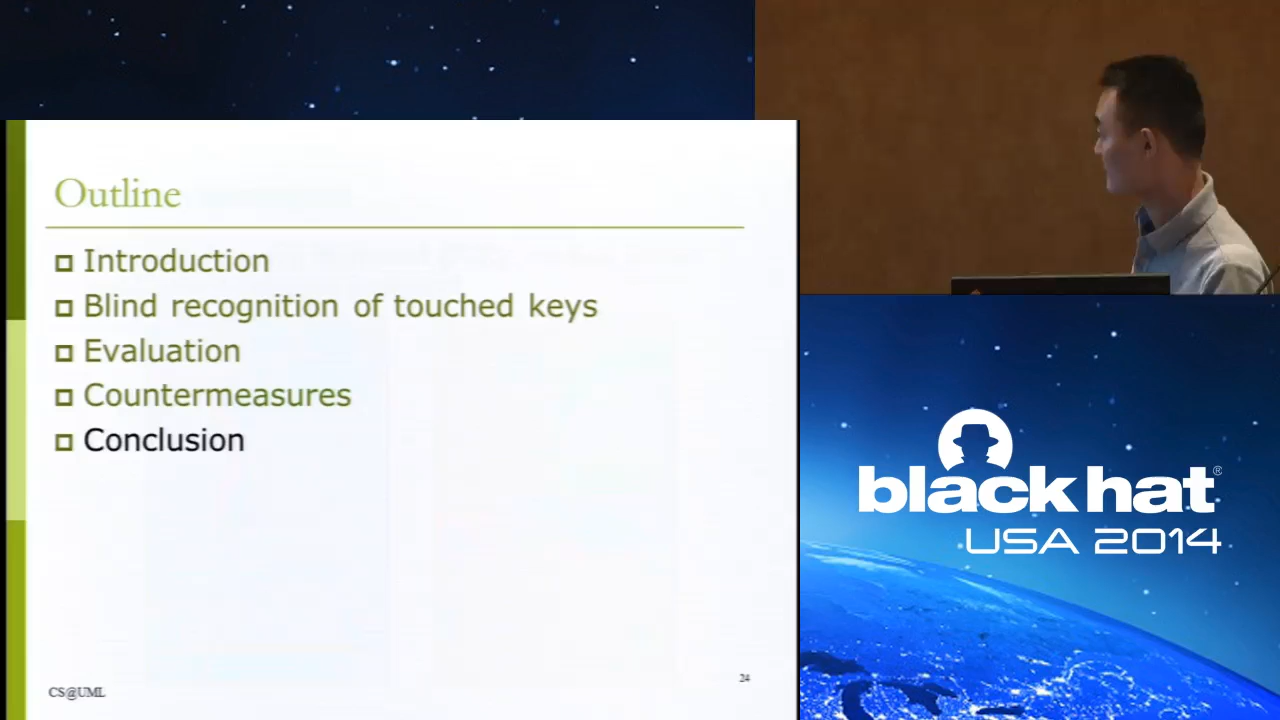 Outline
Introduction
Blind recognition of touched keys
Evaluation
Countermeasures
Conclusion
CS@UML
24
black hat®
USA 2014